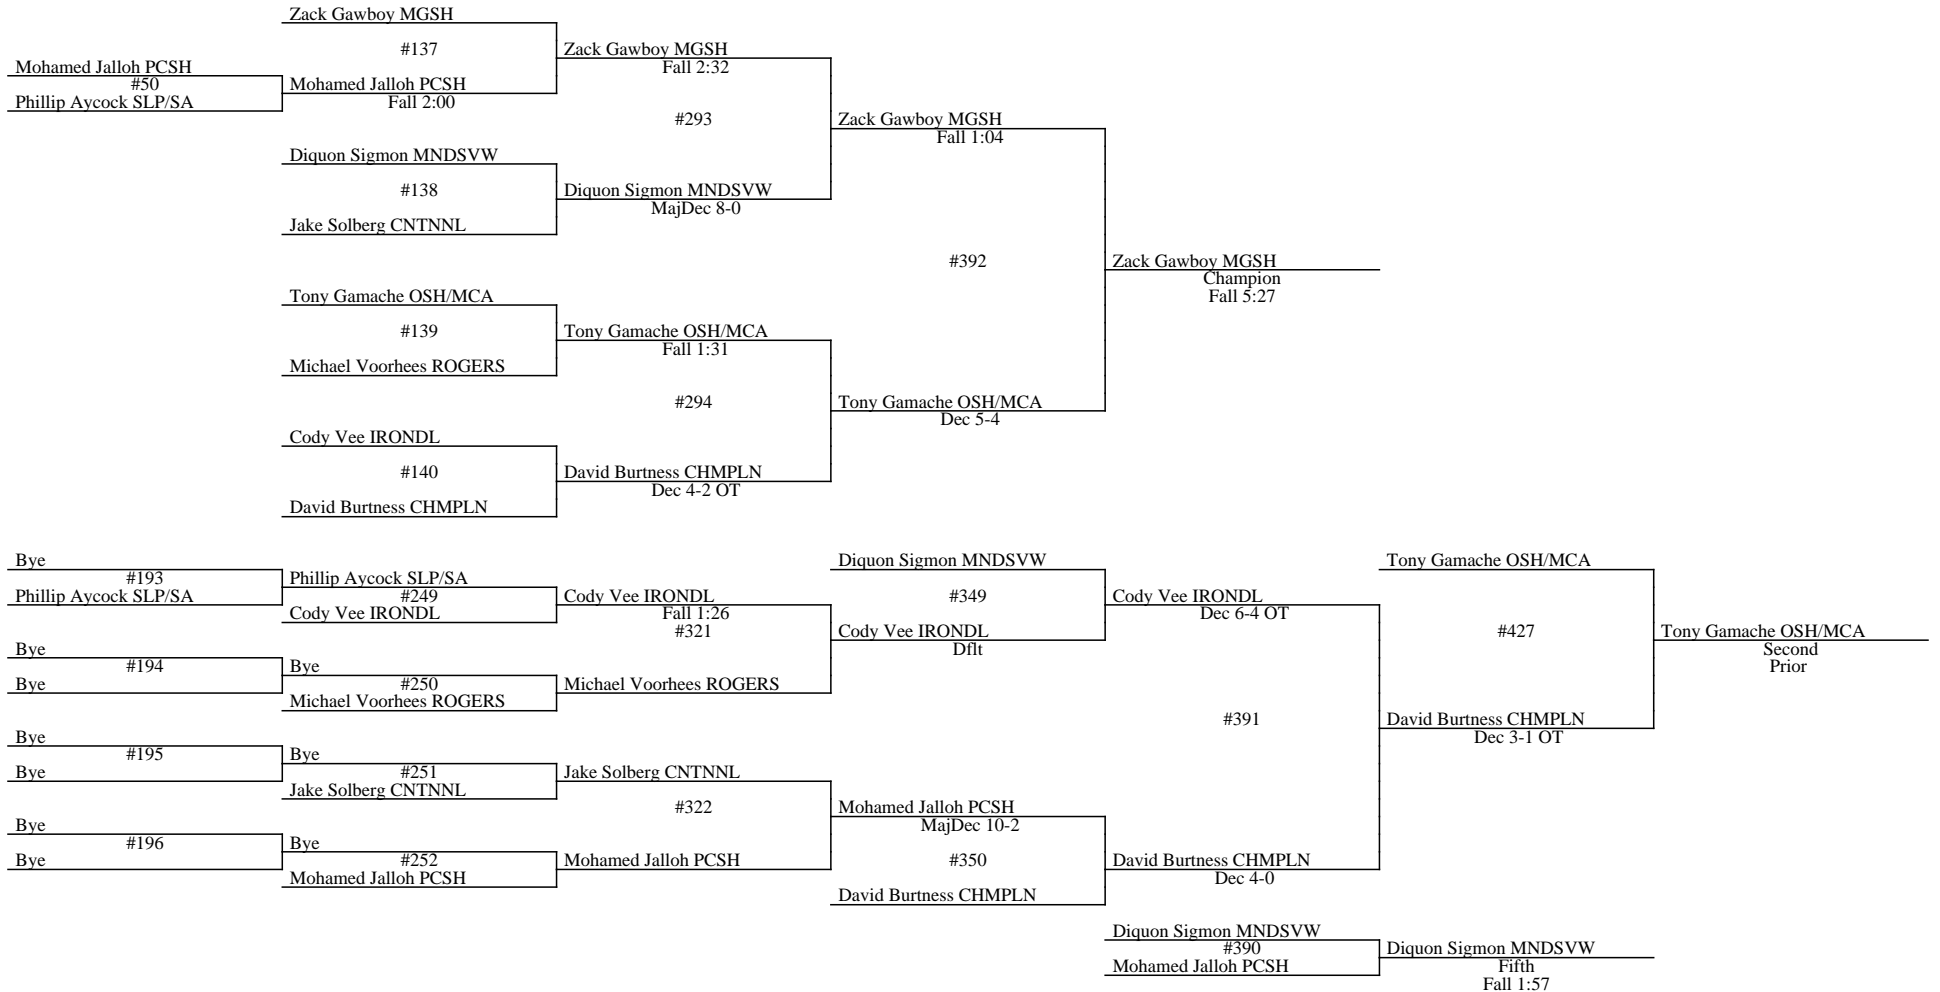 Zack Gawboy MGSH
#137
Zack Gawboy MGSH
Fall 2:32
Mohamed Jalloh PCSH
#50
Phillip Aycock SLP/SA
Mohamed Jalloh PCSH
Fall 2:00
#293
Zack Gawboy MGSH
Fall 1:04
Diquon Sigmon MNDSVW
#138
Diquon Sigmon MNDSVW
MajDec 8-0
Jake Solberg CNTNNL
#392
Zack Gawboy MGSH
Champion
Fall 5:27
Tony Gamache OSH/MCA
#139
Tony Gamache OSH/MCA
Fall 1:31
Michael Voorhees ROGERS
#294
Tony Gamache OSH/MCA
Dec 5-4
Cody Vee IRONDL
#140
David Burtness CHMPLN
Dec 4-2 OT
David Burtness CHMPLN
Bye
#193
Phillip Aycock SLP/SA
Phillip Aycock SLP/SA
#249
Cody Vee IRONDL
Cody Vee IRONDL
Fall 1:26
#321
Diquon Sigmon MNDSVW
#349
Cody Vee IRONDL
Dflt
Cody Vee IRONDL
Dec 6-4 OT
Tony Gamache OSH/MCA
#427
Tony Gamache OSH/MCA
Second
Prior
Bye
#194
Bye
Bye
#250
Michael Voorhees ROGERS
Michael Voorhees ROGERS
#391
David Burtness CHMPLN
Dec 3-1 OT
Bye
#195
Bye
Bye
#251
Jake Solberg CNTNNL
Jake Solberg CNTNNL
#322
Mohamed Jalloh PCSH
MajDec 10-2
Bye
#196
Bye
Bye
#252
Mohamed Jalloh PCSH
Mohamed Jalloh PCSH
#350
David Burtness CHMPLN
Dec 4-0
David Burtness CHMPLN
Diquon Sigmon MNDSVW
#390
Mohamed Jalloh PCSH
Diquon Sigmon MNDSVW
Fifth
Fall 1:57